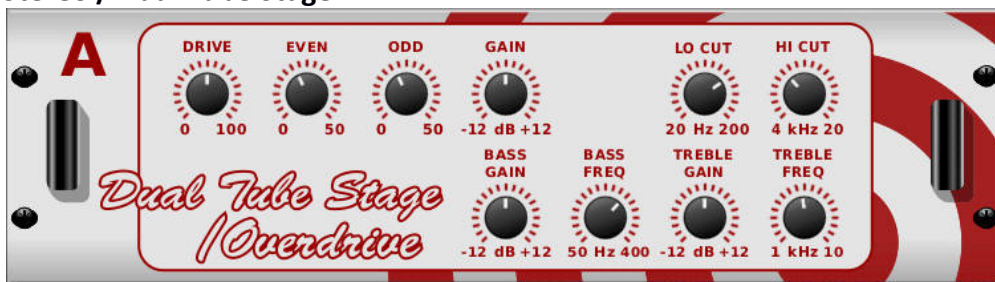 A
DRIVE EVEN ODD GAIN LO CUT HI CUT
0 100 0 50 0 50 -12 dB +12 20 Hz 200 4 kHz 20
BASS GAIN BASS FREQ TREBLE GAIN TREBLE FREQ
-12 dB +12 50 Hz 400 -12 dB +12 1 kHz 10
Dual Tube Stage
/Overdrive